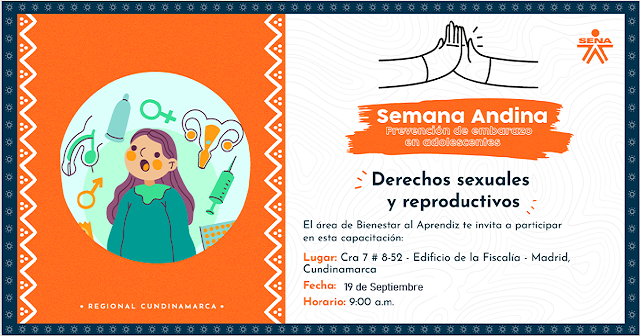 SENA
Semana Andina
Prevención de embarazo
en adolescentes
Derechos sexuales
y reproductivos
El área de Bienestar al Aprendiz te invita a participar
en esta capacitación:
Lugar: Cra 7 # 8-52 - Edificio de la Fiscalía - Madrid,
Cundinamarca
Fecha: 19 de Septiembre
Horario: 9:00 a.m.
• REGIONAL CUNDINAMARCA •